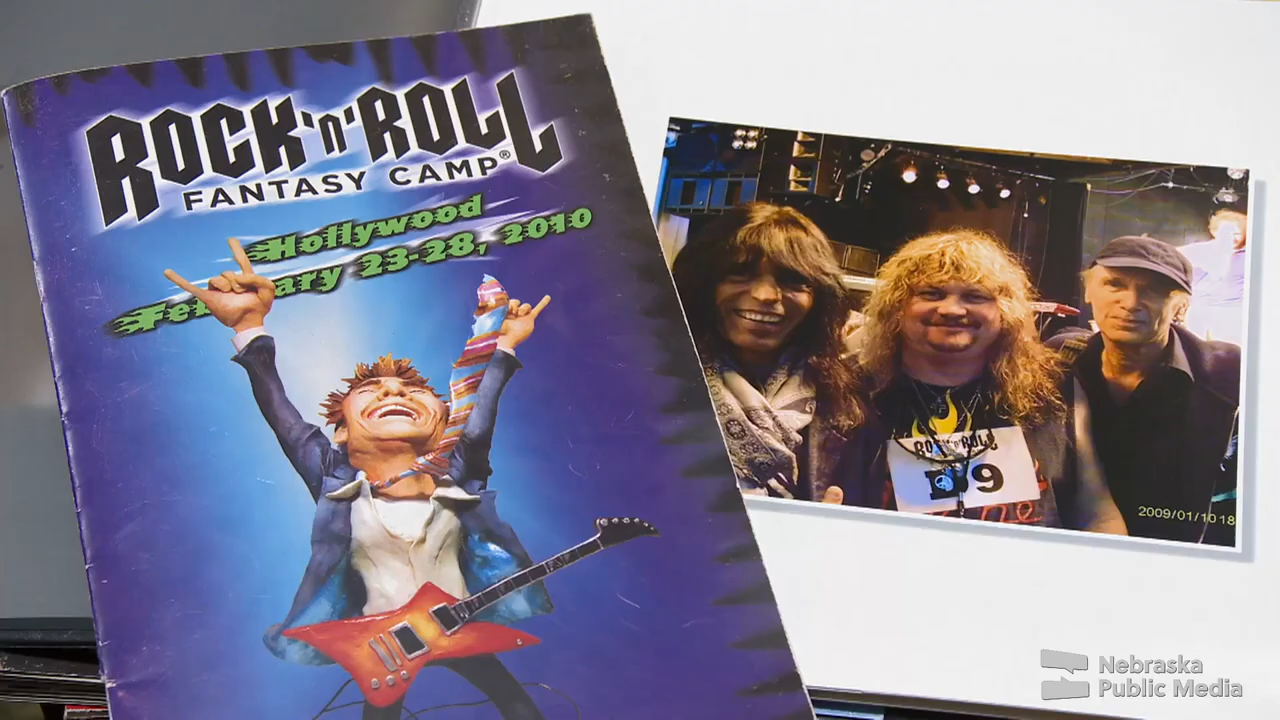 ROCK 'n' ROLL
FANTASY CAMP®
Hollywood
February 23-28, 2010
ROCK 'n' ROLL
9
2009/01/10 18
Nebraska
Public Media